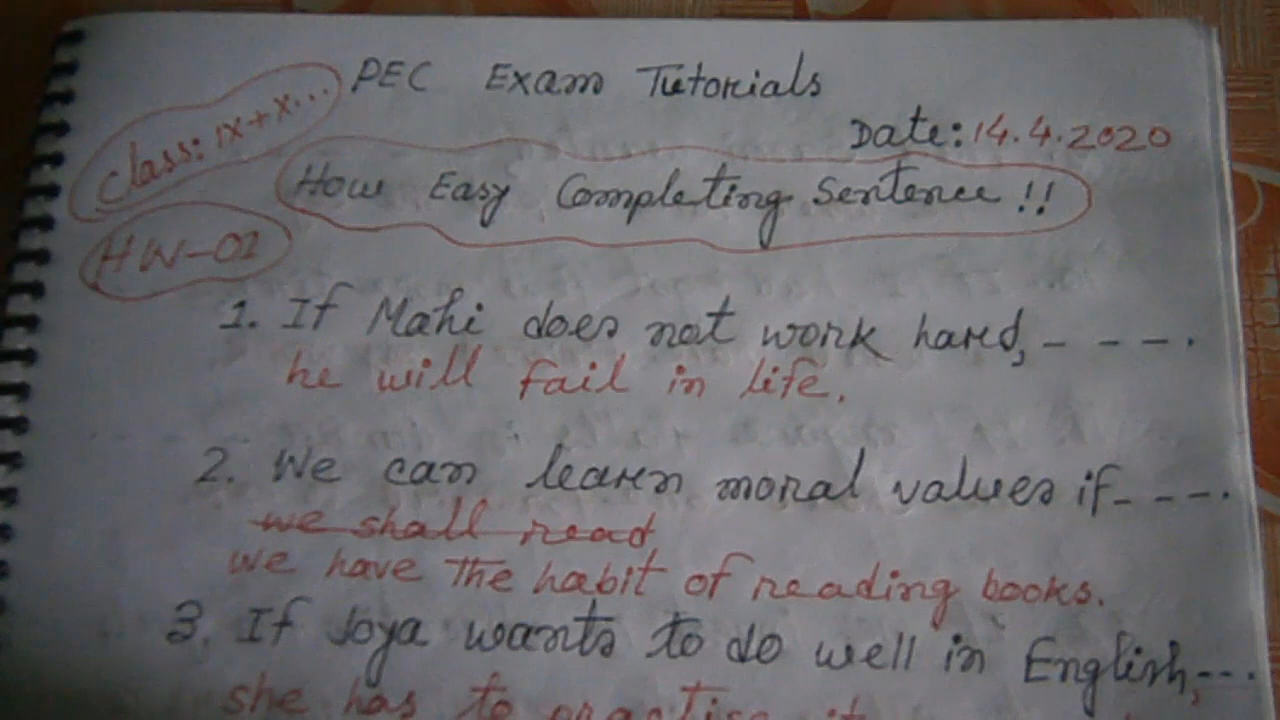 PEC Exam Tutorials
Class: IX+X...
Date: 14.4.2020
How Easy Completing Sentence!!
HW-01
1. If Mahi does not work hard, - - - - .
he will fail in life.
2. We can learn moral values if - - - - .
we shall read
we have the habit of reading books.
3. If Joya wants to do well in English, - - -
she has to practise it